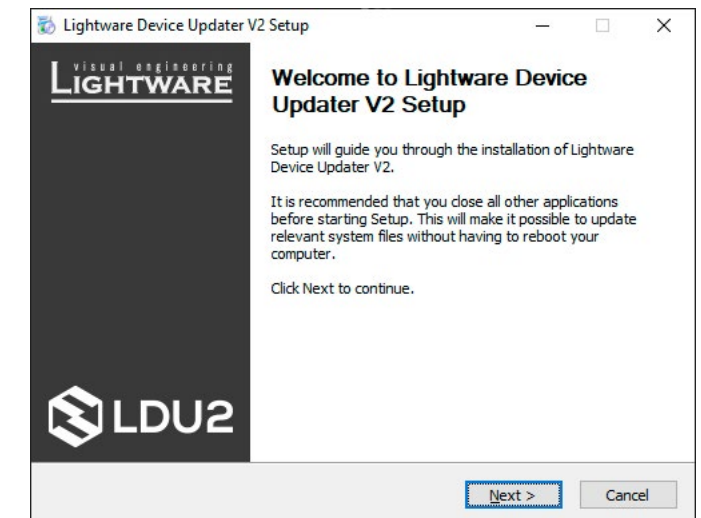 Lightware Device Updater V2 Setup
visual engineering
LIGHTWARE
Welcome to Lightware Device
Updater V2 Setup
Setup will guide you through the installation of Lightware
Device Updater V2.
It is recommended that you close all other applications
before starting Setup. This will make it possible to update
relevant system files without having to reboot your
computer.
Click Next to continue.
LDU2
Next >
Cancel